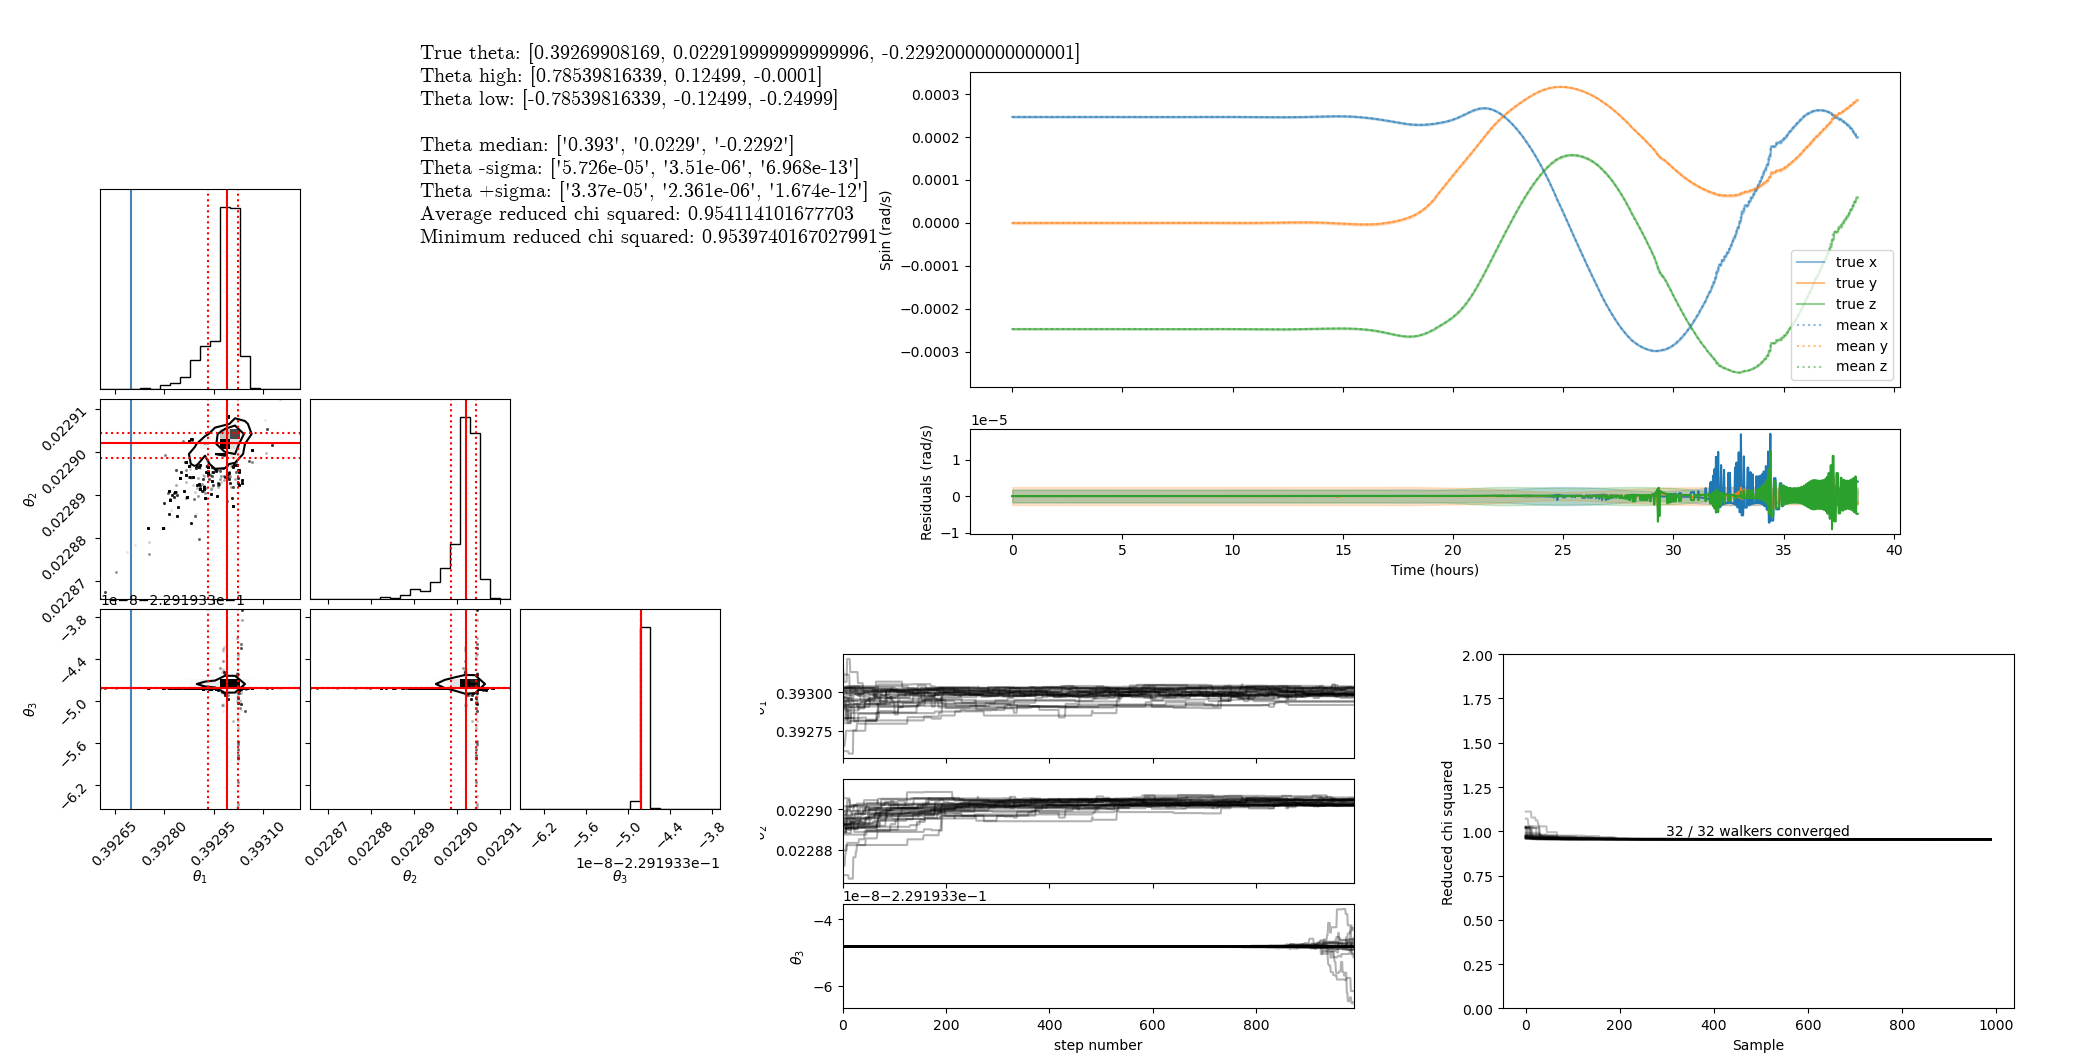 True theta: [0.39269908169, 0.022919999999999996, -0.22920000000000001]
Theta high: [0.78539816339, 0.12499, -0.0001]
Theta low: [-0.78539816339, -0.12499, -0.24999]
Theta median: ['0.393', '0.0229', '-0.2292']
Theta -sigma: ['5.726e-05', '3.51e-06', '6.968e-13']
Theta +sigma: ['3.37e-05', '2.361e-06', '1.674e-12']
Average reduced chi squared: 0.954114101677703
Minimum reduced chi squared: 0.9539740167027991
0.0003
0.0002
0.0001
0.0000
−0.0001
−0.0002
−0.0003
Spin (rad/s)
true x
true y
true z
mean x
mean y
mean z
1e−5
1
0
−1
Residuals (rad/s)
0 5 10 15 20 25 30 35 40
Time (hours)
0.02291
0.02290
0.02289
0.02288
0.02287
θ2
1e−8−2.291933e−1
−3.8
−4.4
−5.0
−5.6
−6.2
θ3
0.39265 0.39280 0.39295 0.39310
θ1
0.02287 0.02288 0.02289 0.02290 0.02291
θ2
−6.2 −5.6 −5.0 −4.4 −3.8
1e−8−2.291933e−1
θ3
0.39300
0.39275
0.02290
0.02288
1e−8−2.291933e−1
−4
−6
θ3
0 200 400 600 800
step number
2.00
1.75
1.50
1.25
1.00
0.75
0.50
0.25
0.00
Reduced chi squared
32 / 32 walkers converged
0 200 400 600 800 1000
Sample